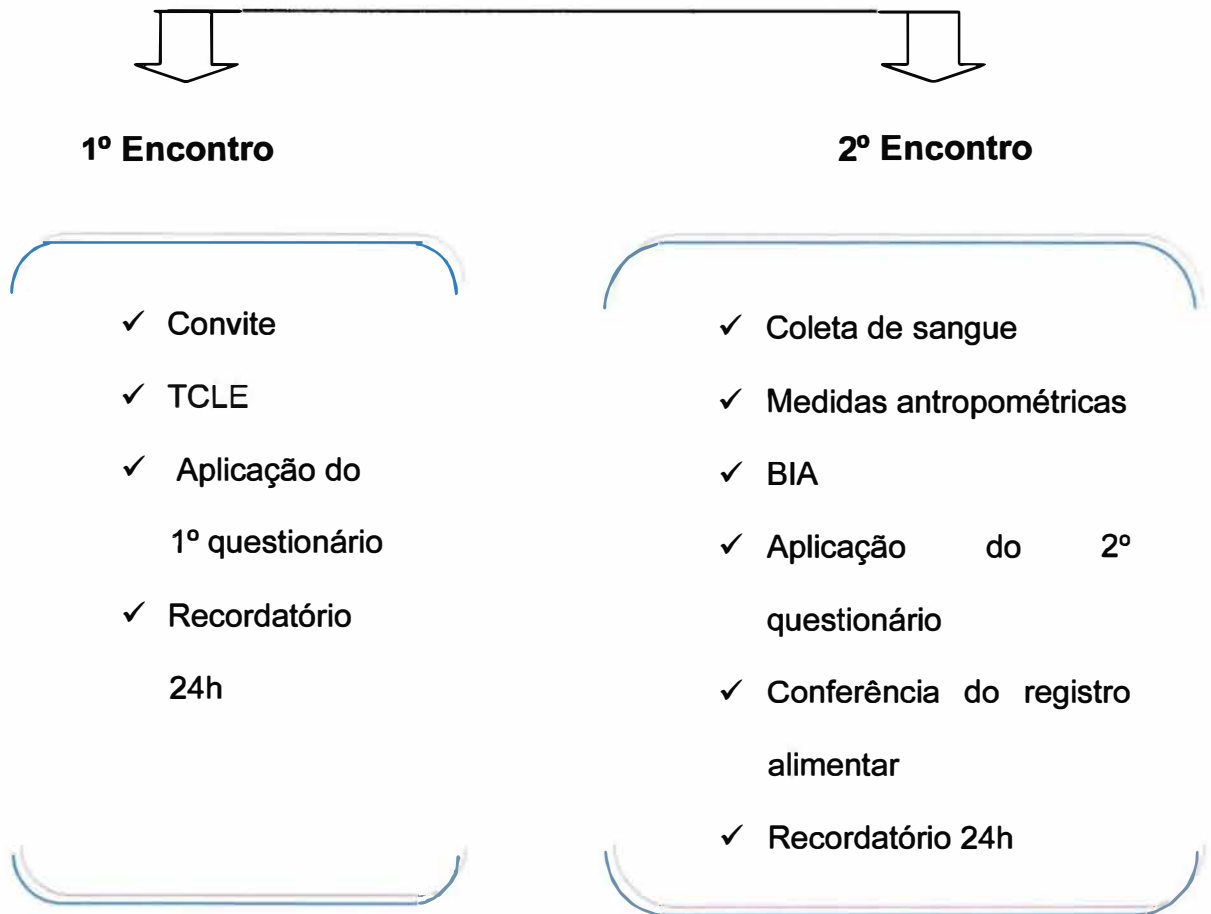 1º Encontro
✓ Convite
✓ TCLE
✓ Aplicação do
1º questionário
✓ Recordatório
24h
2º Encontro
✓ Coleta de sangue
✓ Medidas antropométricas
✓ BIA
✓ Aplicação do 2º
questionário
✓ Conferência do registro
alimentar
✓ Recordatório 24h